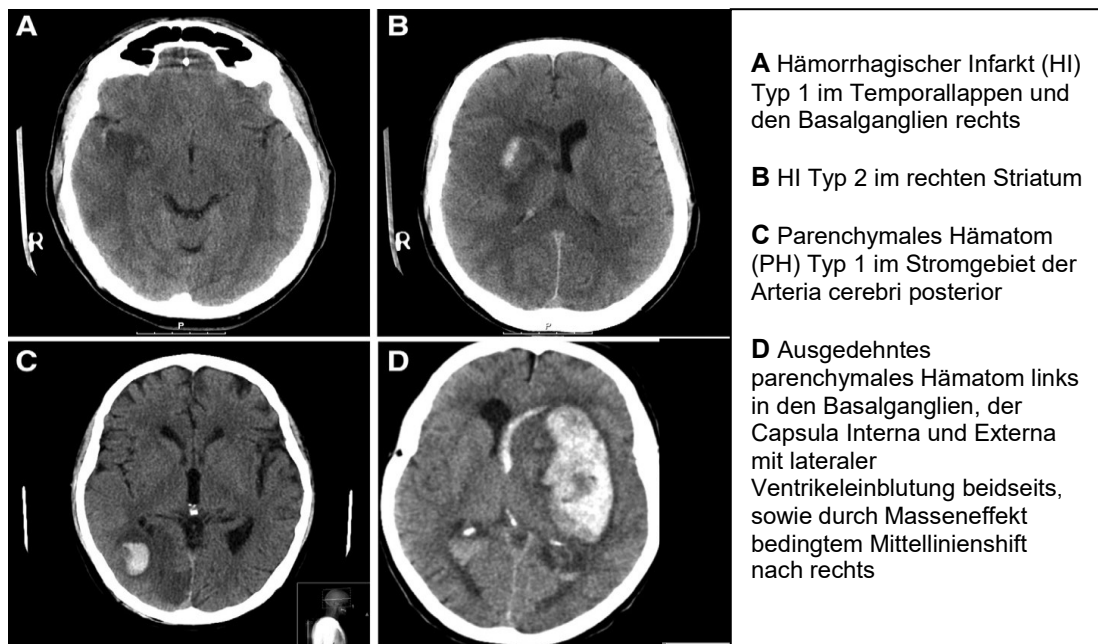 A
B
R
R
P
P
C
D
A Hämorrhagischer Infarkt (HI)
Typ 1 im Temporallappen und
den Basalganglien rechts
B HI Typ 2 im rechten Striatum
C Parenchymales Hämatom
(PH) Typ 1 im Stromgebiet der
Arteria cerebri posterior
D Ausgedehntes
parenchymales Hämatom links
in den Basalganglien, der
Capsula Interna und Externa
mit lateraler
Ventrikeleinblutung beidseits,
sowie durch Masseneffekt
bedingtem Mittellinienshift
nach rechts